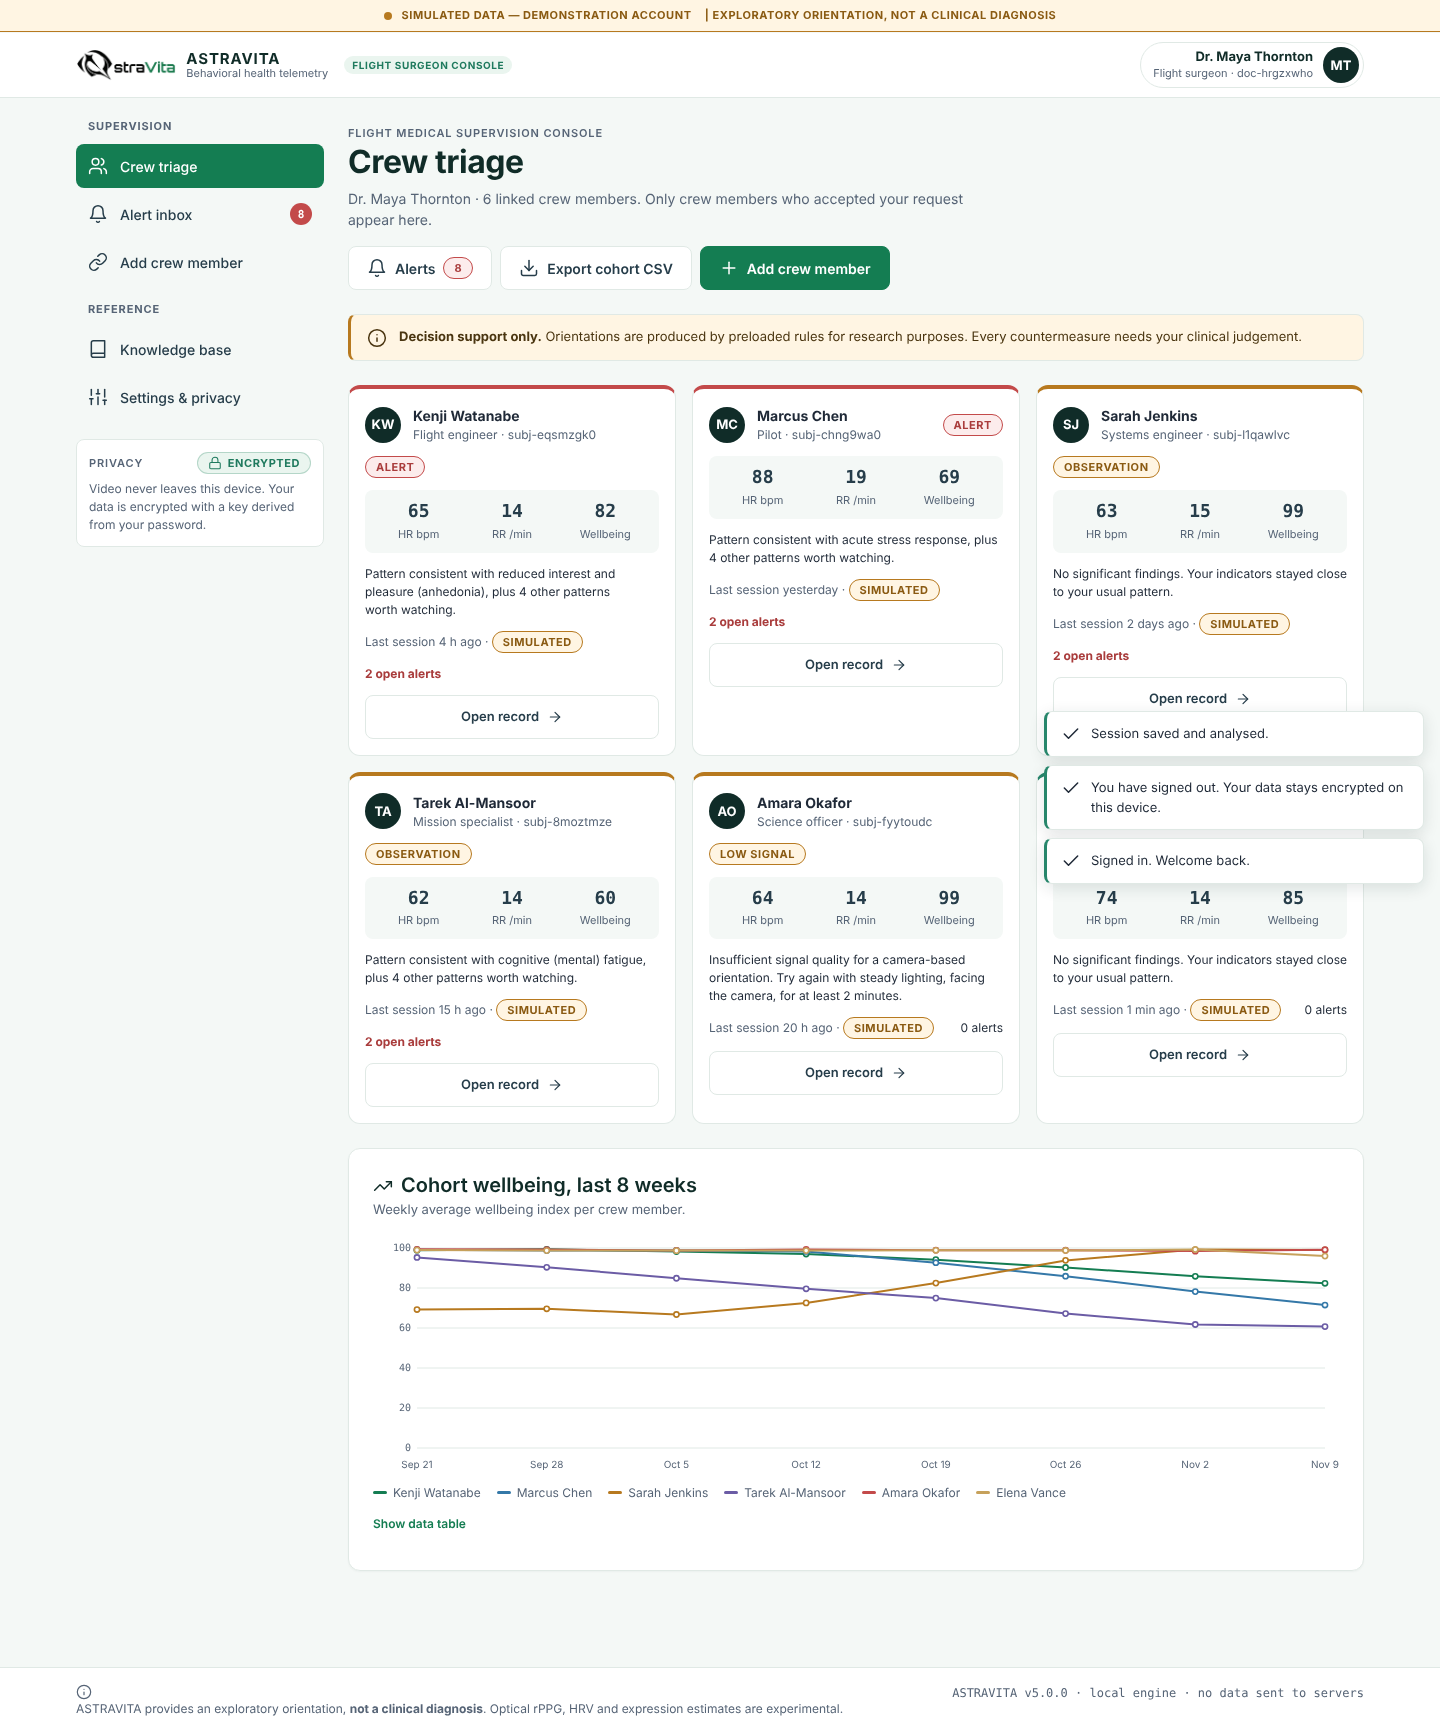 SIMULATED DATA — DEMONSTRATION ACCOUNT | EXPLORATORY ORIENTATION, NOT A CLINICAL DIAGNOSIS
straVita
ASTRAVITA
Behavioral health telemetry
FLIGHT SURGEON CONSOLE
Dr. Maya Thornton
Flight surgeon · doc-hrgzxwho
MT
SUPERVISION
Crew triage
Alert inbox
8
Add crew member
REFERENCE
Knowledge base
Settings & privacy
PRIVACY
ENCRYPTED
Video never leaves this device. Your
data is encrypted with a key derived
from your password.
FLIGHT MEDICAL SUPERVISION CONSOLE
Crew triage
Dr. Maya Thornton · 6 linked crew members. Only crew members who accepted your request
appear here.
Alerts 8
Export cohort CSV
Add crew member
Decision support only. Orientations are produced by preloaded rules for research purposes. Every countermeasure needs your clinical judgement.
KW
Kenji Watanabe
Flight engineer · subj-eqsmzgk0
ALERT
65 14 82
HR bpm RR /min Wellbeing
Pattern consistent with reduced interest and
pleasure (anhedonia), plus 4 other patterns
worth watching.
Last session 4 h ago · SIMULATED
2 open alerts
Open record
MC
Marcus Chen
Pilot · subj-chng9wa0
ALERT
88 19 69
HR bpm RR /min Wellbeing
Pattern consistent with acute stress response, plus
4 other patterns worth watching.
Last session yesterday · SIMULATED
2 open alerts
Open record
SJ
Sarah Jenkins
Systems engineer · subj-l1qawlvc
OBSERVATION
63 15 99
HR bpm RR /min Wellbeing
No significant findings. Your indicators stayed close
to your usual pattern.
Last session 2 days ago · SIMULATED
2 open alerts
Open record
Session saved and analysed.
You have signed out. Your data stays encrypted on
this device.
Signed in. Welcome back.
TA
Tarek Al-Mansoor
Mission specialist · subj-8moztmze
OBSERVATION
62 14 60
HR bpm RR /min Wellbeing
Pattern consistent with cognitive (mental) fatigue,
plus 4 other patterns worth watching.
Last session 15 h ago · SIMULATED
2 open alerts
Open record
AO
Amara Okafor
Science officer · subj-fyytoudc
LOW SIGNAL
64 14 99
HR bpm RR /min Wellbeing
Insufficient signal quality for a camera-based
orientation. Try again with steady lighting, facing
the camera, for at least 2 minutes.
Last session 20 h ago · SIMULATED 0 alerts
Open record
74 14 85
HR bpm RR /min Wellbeing
No significant findings. Your indicators stayed close
to your usual pattern.
Last session 1 min ago · SIMULATED 0 alerts
Open record
Cohort wellbeing, last 8 weeks
Weekly average wellbeing index per crew member.
100
80
60
40
20
0
Sep 21 Sep 28 Oct 5 Oct 12 Oct 19 Oct 26 Nov 2 Nov 9
Kenji Watanabe Marcus Chen Sarah Jenkins Tarek Al-Mansoor Amara Okafor Elena Vance
Show data table
ASTRAVITA provides an exploratory orientation, not a clinical diagnosis. Optical rPPG, HRV and expression estimates are experimental.
ASTRAVITA v5.0.0 · local engine · no data sent to servers